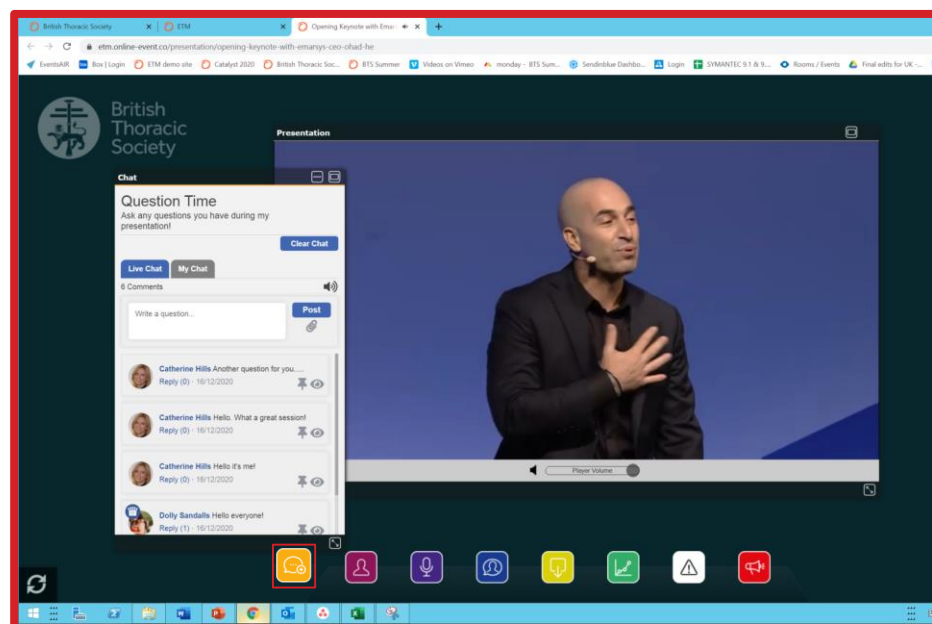 British Thoracic Society
ETM
Opening Keynote with Emar
etm.online-event.co/presentation/opening-keynote-with-emarsys-ceo-ohad-he
EventsAIR
Box | Login
ETM demo site
Catalyst 2020
British Thoracic Soc...
BTS Summer
Videos on Vimeo
monday - BTS Sum...
Sendinblue Dashbo...
Login
SYMANTEC 9.1 & 9...
Rooms / Events
Final edits for UK -...
British
Thoracic
Society
Presentation
Chat
Question Time
Ask any questions you have during my
presentation!
Clear Chat
Live Chat My Chat
6 Comments
Write a question...
Post
Catherine Hills Another question for you.....
Reply (0) · 16/12/2020
Catherine Hills Hello. What a great session!
Reply (0) · 16/12/2020
Catherine Hills Hello it's me!
Reply (0) · 16/12/2020
Dolly Sandalls Hello everyone!
Reply (1) · 16/12/2020
Player Volume